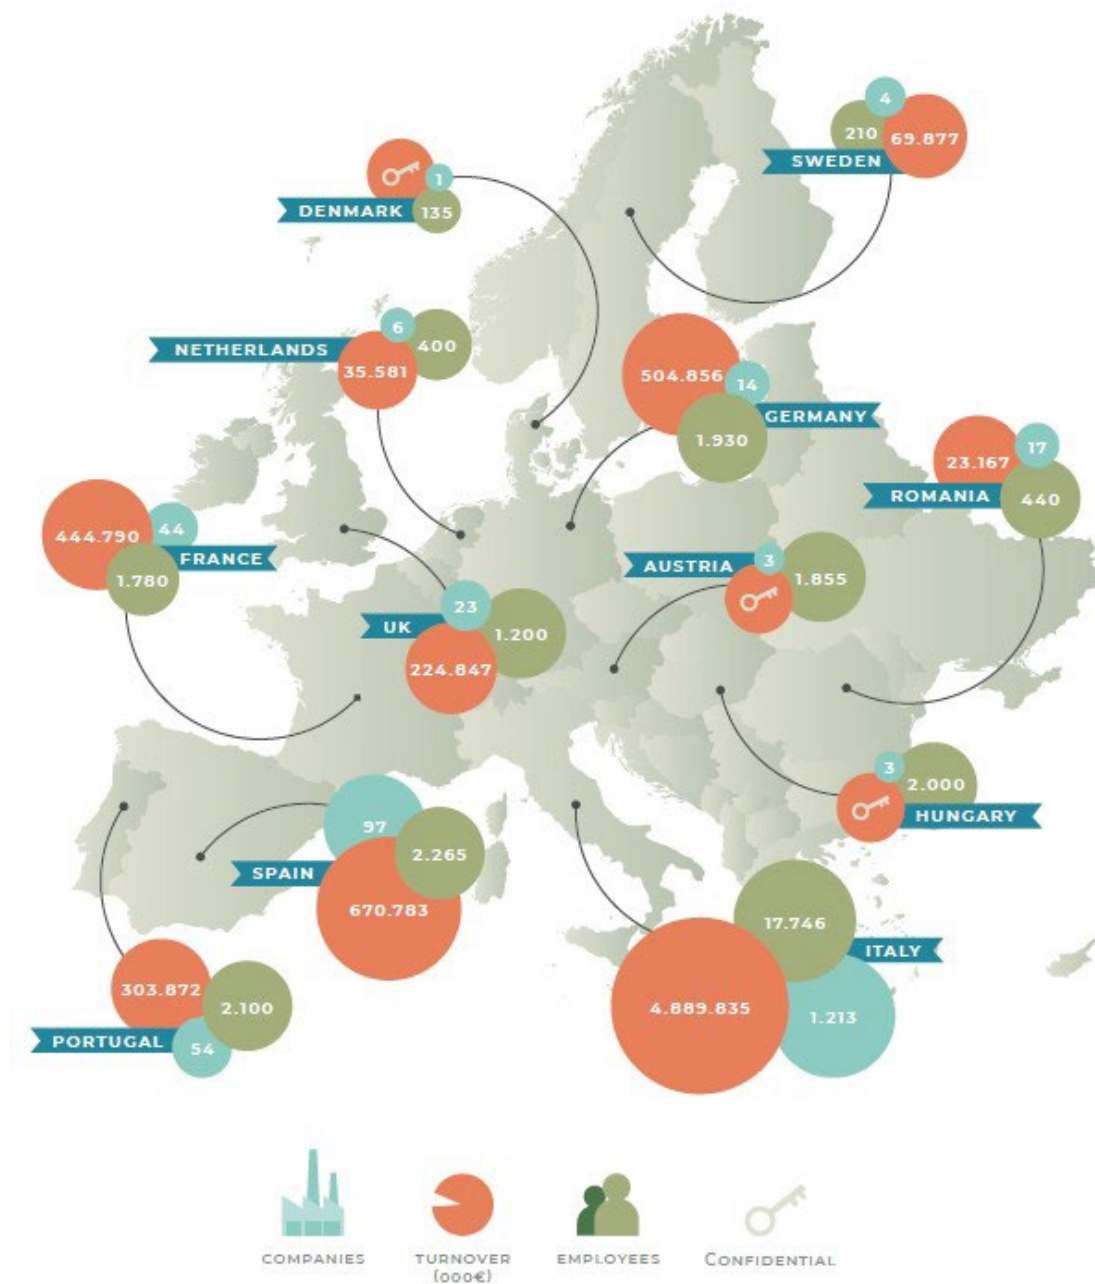 4
210
69.877
SWEDEN
1
DENMARK
135
6
400
NETHERLANDS
35.581
504.856
14
GERMANY
1.930
23.167
17
ROMANIA
440
444.790
44
FRANCE
1.780
AUSTRIA
3
1.855
23
UK
1.200
224.847
3
2.000
HUNGARY
97
2.265
SPAIN
670.783
17.746
ITALY
4.889.835
1.213
303.872
2.100
PORTUGAL
54
COMPANIES
TURNOVER
(000€)
EMPLOYEES
CONFIDENTIAL